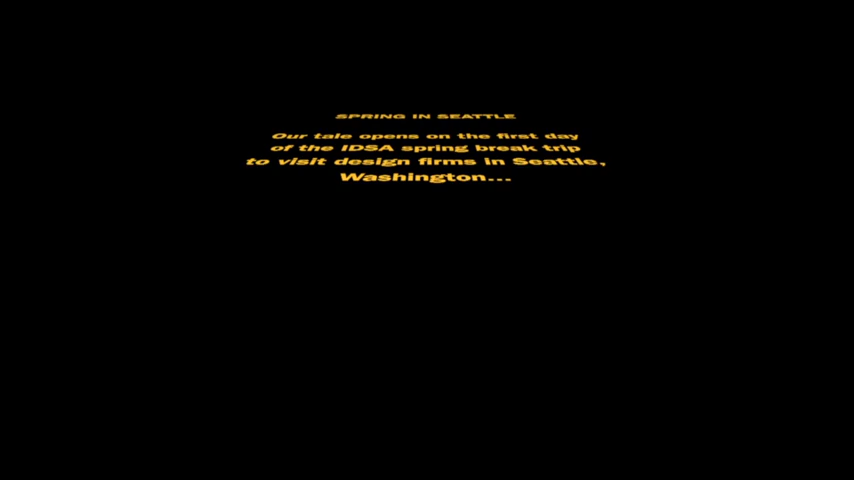 SPRING IN SEATTLE
Our tale opens on the first day
of the IDSA spring break trip
to visit design firms in Seattle,
Washington...